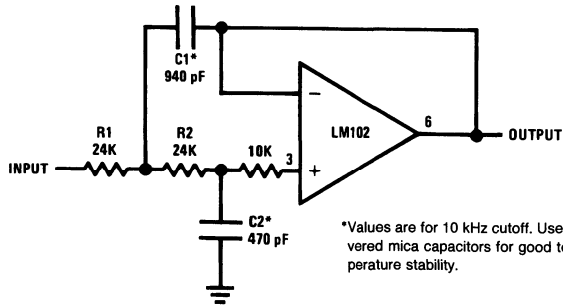 C1*
940 pF
−
LM102
6
OUTPUT
R1
24K
R2
24K
10K
3
+
INPUT
C2*
470 pF
*Values are for 10 kHz cutoff. Use
vered mica capacitors for good
perature stability.